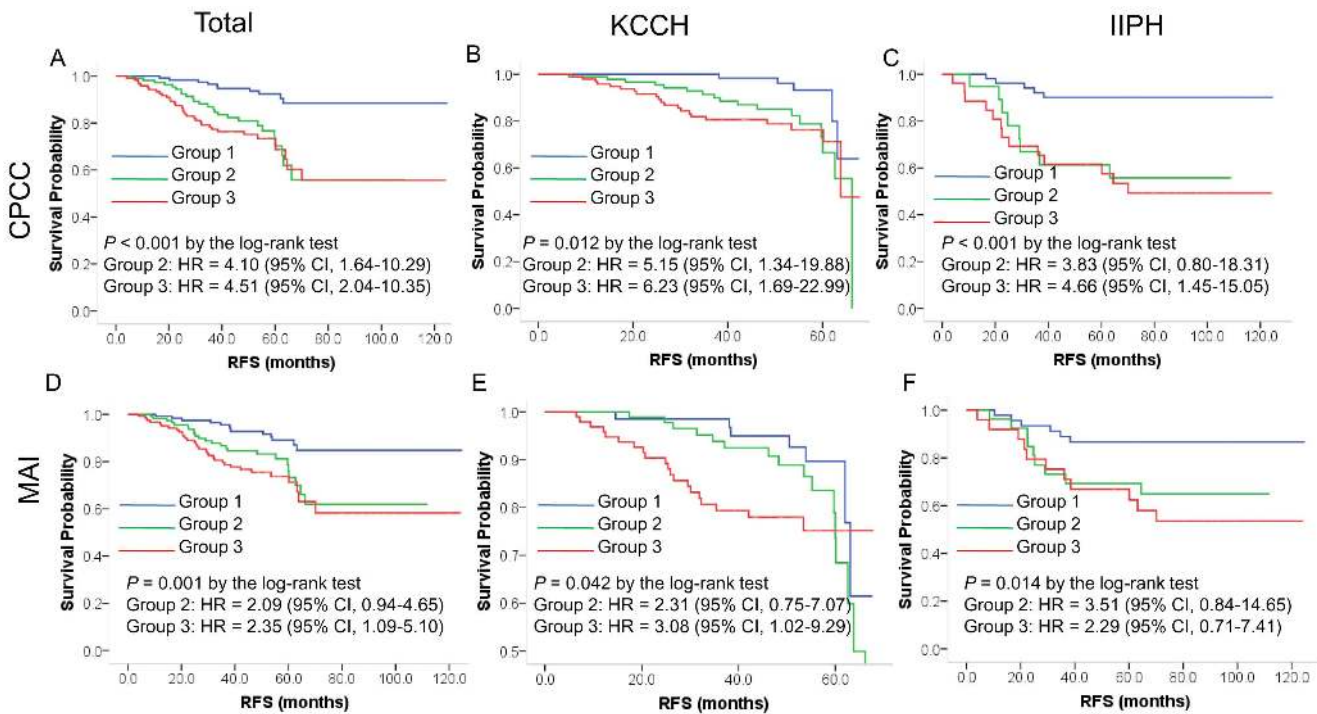 Total
KCCH
IIPH
CPCC
MAI
A
1.0
0.8
0.6
0.4
0.2
0.0
Survival Probability
Group 1
Group 2
Group 3
P < 0.001 by the log-rank test
Group 2: HR = 4.10 (95% CI, 1.64-10.29)
Group 3: HR = 4.51 (95% CI, 2.04-10.35)
0.0 20.0 40.0 60.0 80.0 100.0 120.0
RFS (months)
B
1.0
0.8
0.6
0.4
0.2
0.0
Survival Probability
Group 1
Group 2
Group 3
P = 0.012 by the log-rank test
Group 2: HR = 5.15 (95% CI, 1.34-19.88)
Group 3: HR = 6.23 (95% CI, 1.69-22.99)
0.0 20.0 40.0 60.0
RFS (months)
C
1.0
0.8
0.6
0.4
0.2
0.0
Survival Probability
Group 1
Group 2
Group 3
P < 0.001 by the log-rank test
Group 2: HR = 3.83 (95% CI, 0.80-18.31)
Group 3: HR = 4.66 (95% CI, 1.45-15.05)
0.0 20.0 40.0 60.0 80.0 100.0 120.0
RFS (months)
D
1.0
0.8
0.6
0.4
0.2
0.0
Survival Probability
Group 1
Group 2
Group 3
P = 0.001 by the log-rank test
Group 2: HR = 2.09 (95% CI, 0.94-4.65)
Group 3: HR = 2.35 (95% CI, 1.09-5.10)
0.0 20.0 40.0 60.0 80.0 100.0 120.0
RFS (months)
E
1.0
0.9
0.8
0.7
0.6
0.5
Survival Probability
Group 1
Group 2
Group 3
P = 0.042 by the log-rank test
Group 2: HR = 2.31 (95% CI, 0.75-7.07)
Group 3: HR = 3.08 (95% CI, 1.02-9.29)
0.0 20.0 40.0 60.0
RFS (months)
F
1.0
0.8
0.6
0.4
0.2
0.0
Survival Probability
Group 1
Group 2
Group 3
P = 0.014 by the log-rank test
Group 2: HR = 3.51 (95% CI, 0.84-14.65)
Group 3: HR = 2.29 (95% CI, 0.71-7.41)
0.0 20.0 40.0 60.0 80.0 100.0 120.0
RFS (months)